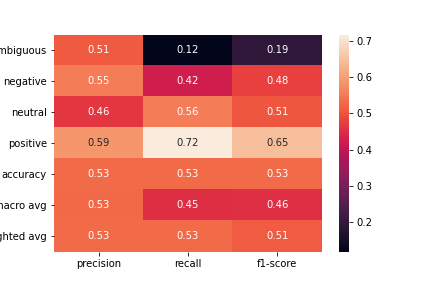 mbiguous 0.51 0.12 0.19
negative 0.55 0.42 0.48
neutral 0.46 0.56 0.51
positive 0.59 0.72 0.65
accuracy 0.53 0.53 0.53
macro avg 0.53 0.45 0.46
ghted avg 0.53 0.53 0.51
precision recall f1-score
0.7
0.6
0.5
0.4
0.3
0.2